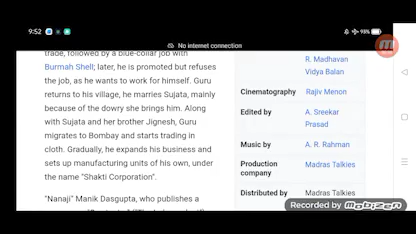 9:52
93%
No internet connection
trade, followed by a blue-collar job with
Burmah Shell; later, he is promoted but refuses
the job, as he wants to work for himself. Guru
returns to his village, he marries Sujata, mainly
because of the dowry she brings him. Along
with Sujata and her brother Jignesh, Guru
migrates to Bombay and starts trading in
cloth. Gradually, he expands his business and
sets up manufacturing units of his own, under
the name "Shakti Corporation".
"Nanaji" Manik Dasgupta, who publishes a
R. Madhavan
Vidya Balan
Cinematography Rajiv Menon
Edited by A. Sreekar
Prasad
Music by A. R. Rahman
Production Madras Talkies
company
Distributed by Madras Talkies
Recorded by Mobizen